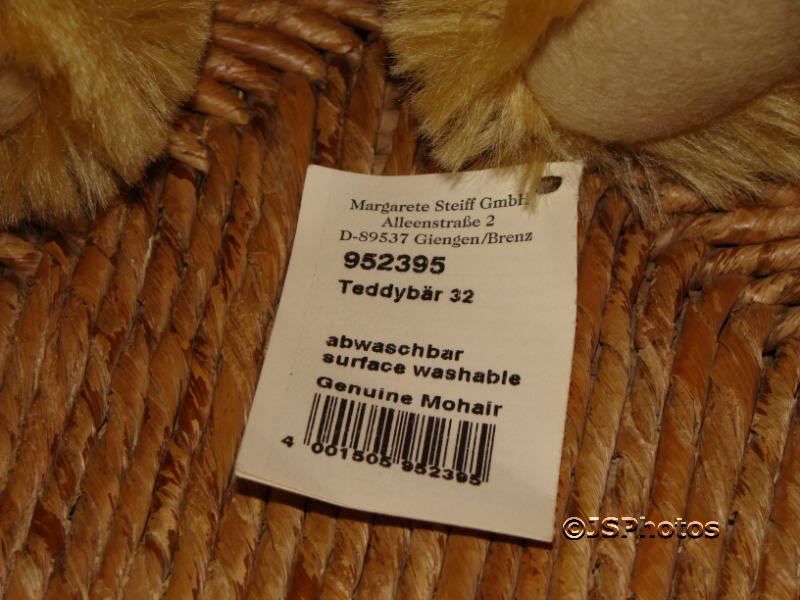 Margarete Steiff GmbH
Alleenstraße 2
D-89537 Giengen/Brenz
952395
Teddybär 32
abwaschbar
surface washable
Genuine Mohair
4 001505 952395
©JSPhotos